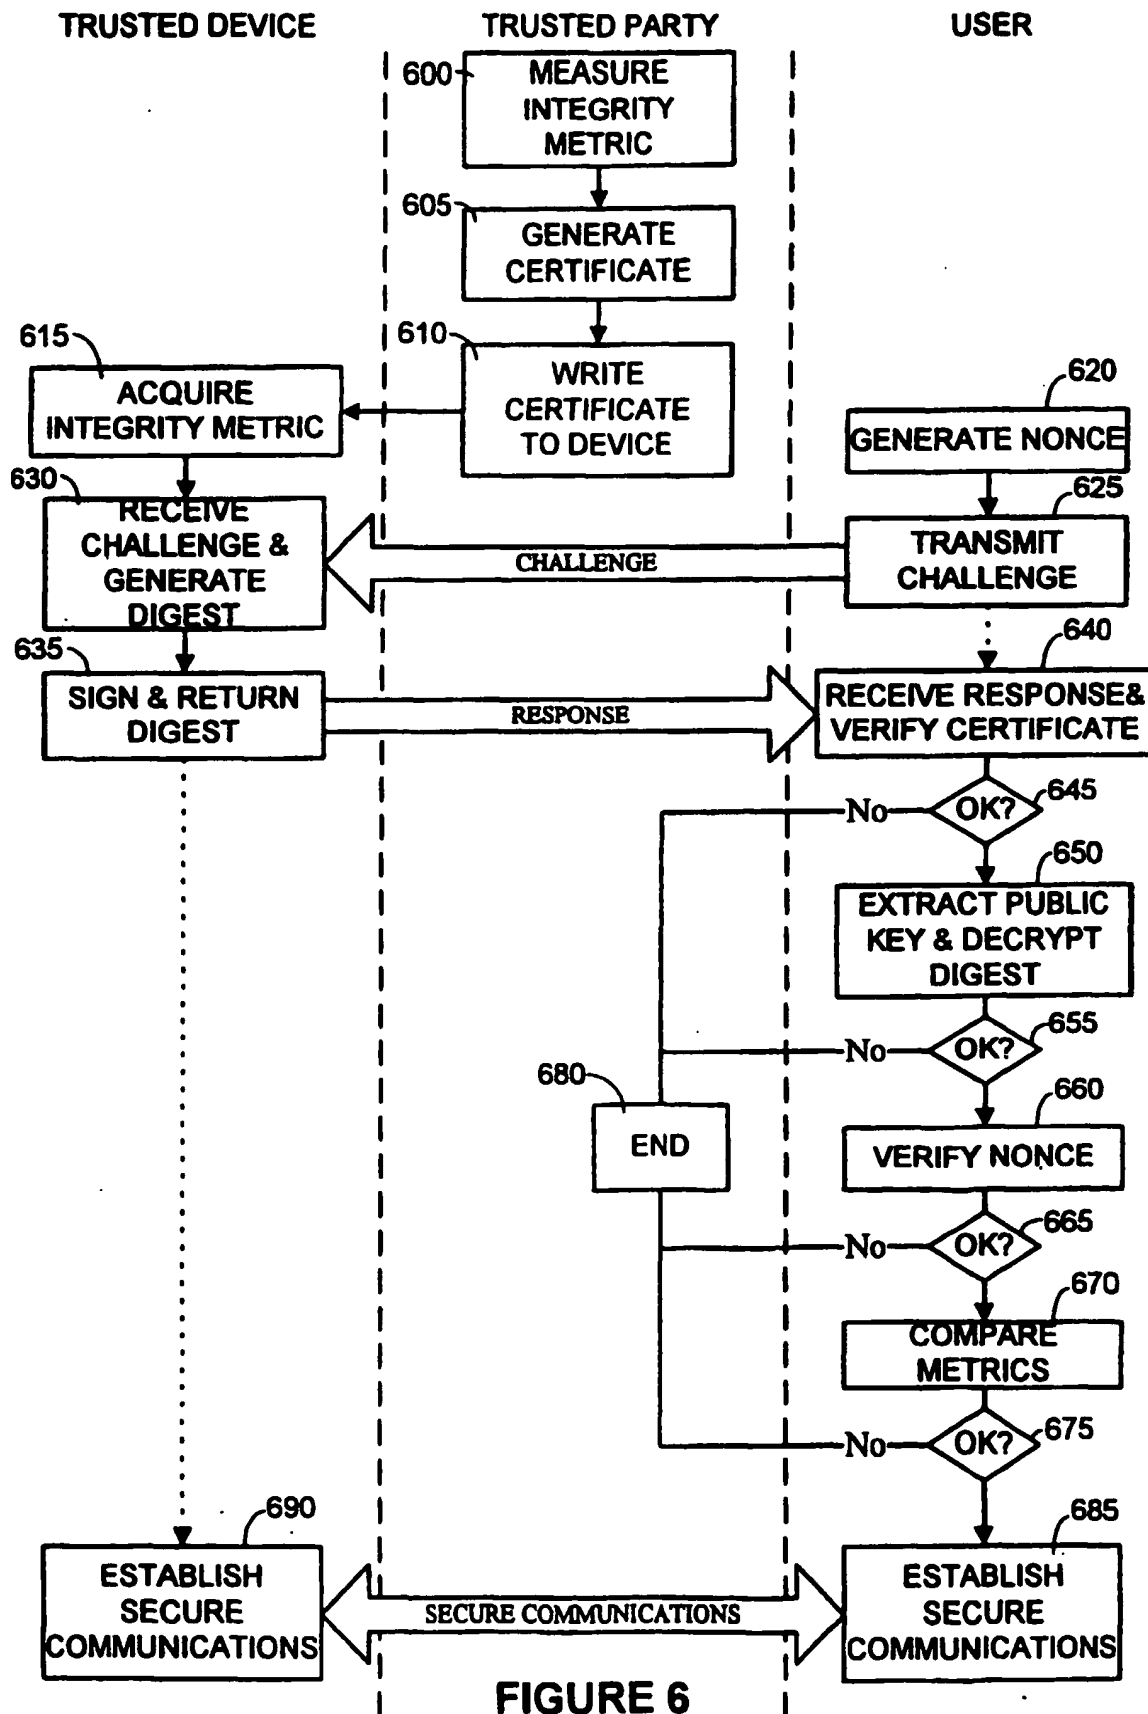 TRUSTED DEVICE
TRUSTED PARTY
USER
600
MEASURE
INTEGRITY
METRIC
605
GENERATE
CERTIFICATE
610
WRITE
CERTIFICATE
TO DEVICE
615
ACQUIRE
INTEGRITY METRIC
620
GENERATE NONCE
625
TRANSMIT
CHALLENGE
CHALLENGE
630
RECEIVE
CHALLENGE &
GENERATE
DIGEST
635
SIGN & RETURN
DIGEST
RESPONSE
640
RECEIVE RESPONSE&
VERIFY CERTIFICATE
OK?
645
No
650
EXTRACT PUBLIC
KEY & DECRYPT
DIGEST
OK?
655
No
680
END
660
VERIFY NONCE
OK?
665
No
670
COMPARE
METRICS
OK?
675
No
690
ESTABLISH
SECURE
COMMUNICATIONS
SECURE COMMUNICATIONS
685
ESTABLISH
SECURE
COMMUNICATIONS
FIGURE 6